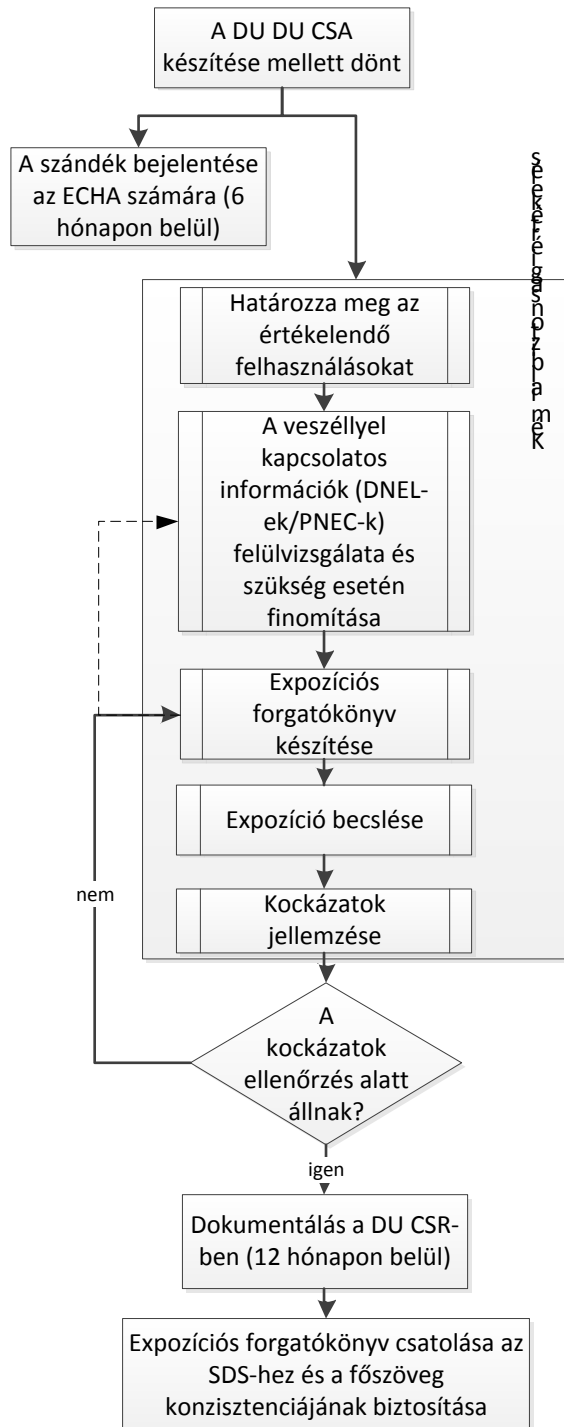 A DU DU CSA
készítése mellett dönt
A szándék bejelentése
az ECHA számára (6
hónapon belül)
Kémiai biztonsági értékelés
Határozza meg az
értékelendő
felhasználásokat
A veszéllyel
kapcsolatos
információk (DNEL-
ek/PNEC-k)
felülvizsgálata és
szükség esetén
finomítása
Expozíciós
forgatókönyv
készítése
Expozíció becslése
nem
Kockázatok
jellemzése
A
kockázatok
ellenőrzés alatt
állnak?
igen
Dokumentálás a DU CSR-
ben (12 hónapon belül)
Expozíciós forgatókönyv csatolása az
SDS-hez és a főszöveg
konzisztenciájának biztosítása